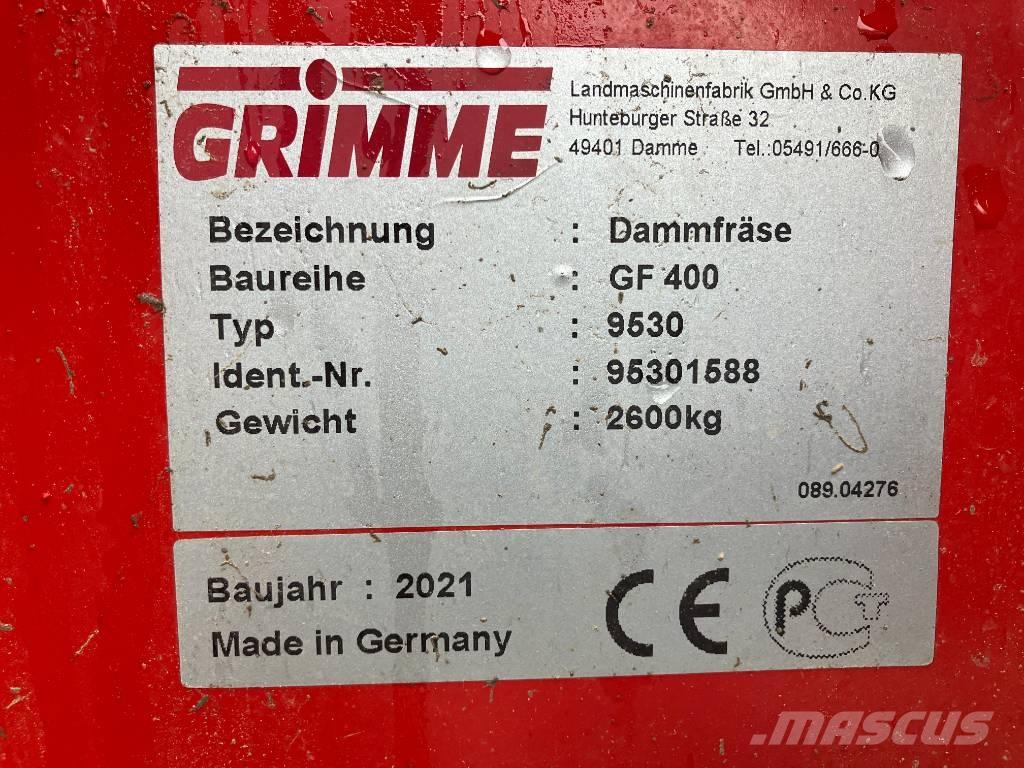 GRIMME
Landmaschinenfabrik GmbH & Co.KG
Hunteburger Straße 32
49401 Damme Tel.:05491/666-0
Bezeichnung : Dammfräse
Baureihe : GF 400
Typ : 9530
Ident.-Nr. : 95301588
Gewicht : 2600kg
089.04276
Baujahr : 2021
Made in Germany
CE
PCT
MASCUS